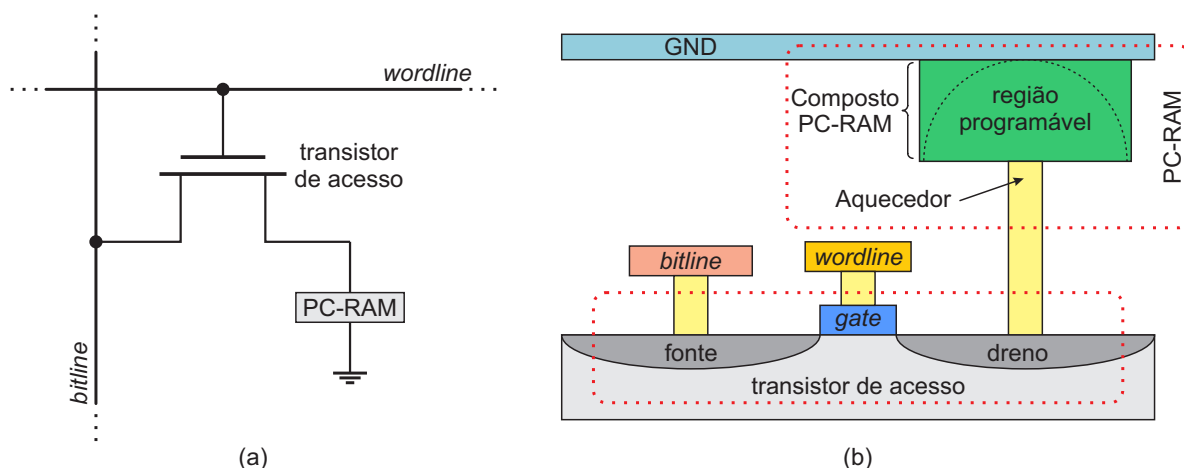 wordline
transistor
de acesso
PC-RAM
bitline
(a)
GND
Composto
PC-RAM
região
programável
PC-RAM
Aquecedor
bitline
wordline
gate
fonte
dreno
transistor de acesso
(b)